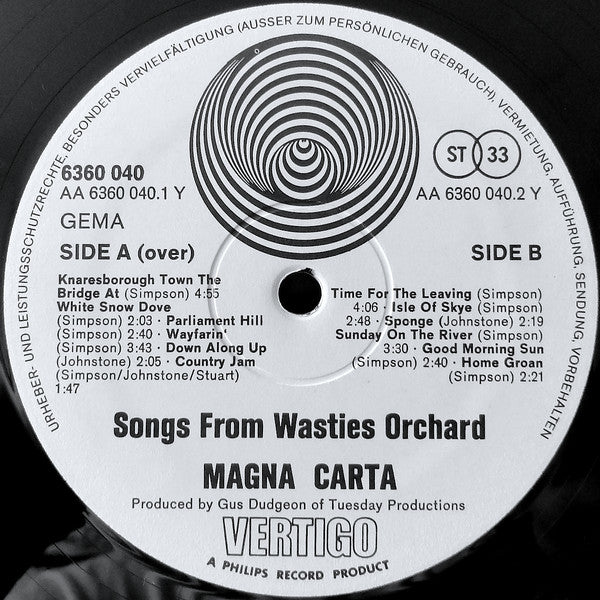 URHEBER- UND LEISTUNGSSCHUTZRECHTE, BESONDERS VERVIELFÄLTIGUNG (AUSSER ZUM PERSÖNLICHEN GEBRAUCH), VERMIETUNG, AUFFÜHRUNG, SENDUNG, VORBEHALTEN
ST 33
6360 040
AA 6360 040.1 Y
AA 6360 040.2 Y
GEMA
SIDE A (over)
SIDE B
Knaresborough Town The
Bridge At (Simpson) 4:55
White Snow Dove
(Simpson) 2:03 · Parliament Hill
(Simpson) 2:40 · Wayfarin'
(Simpson) 3:43 · Down Along Up
(Johnstone) 2:05 · Country Jam
(Simpson/Johnstone/Stuart)
1:47
Time For The Leaving (Simpson)
4:06 · Isle Of Skye (Simpson)
2:48 · Sponge (Johnstone) 2:19
Sunday On The River (Simpson)
3:30 · Good Morning Sun
(Simpson) 2:40 · Home Groan
(Simpson) 2:21
Songs From Wasties Orchard
MAGNA CARTA
Produced by Gus Dudgeon of Tuesday Productions
VERTIGO
A PHILIPS RECORD PRODUCT